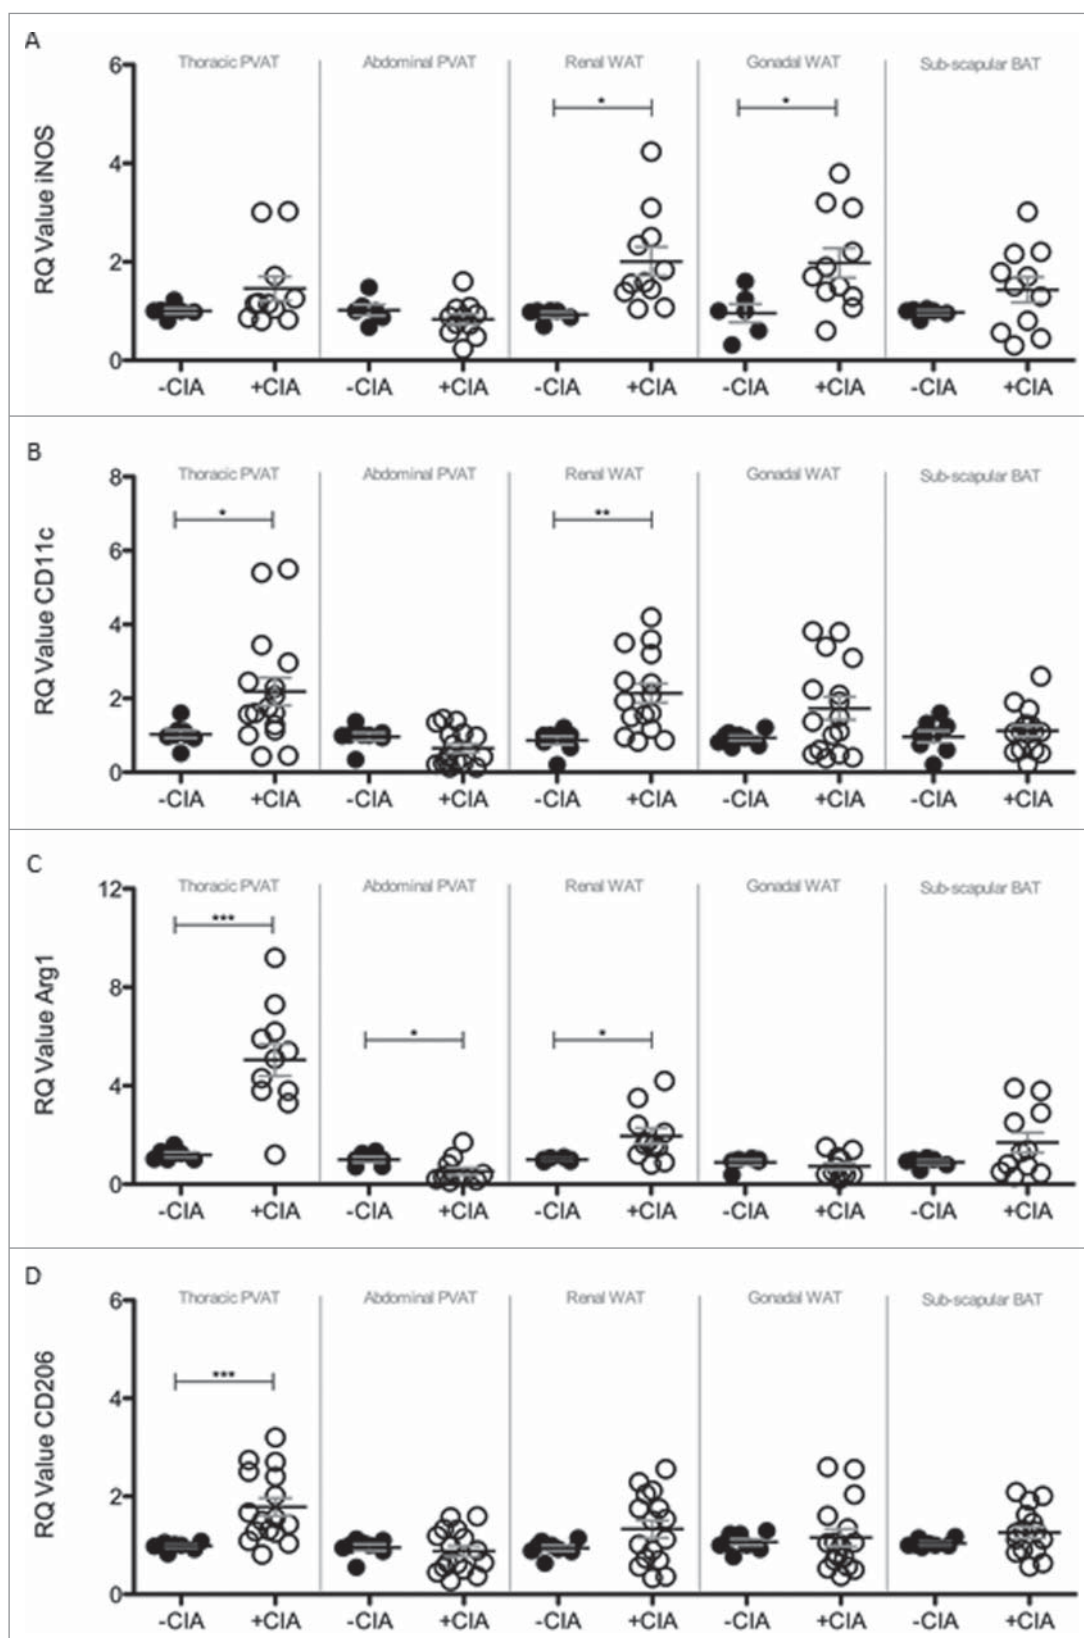 A
Thoracic PVAT Abdominal PVAT Renal WAT Gonadal WAT Sub-scapular BAT
6
* *
4
2
0
RQ Value iNOS
-CIA +CIA -CIA +CIA -CIA +CIA -CIA +CIA -CIA +CIA
B
Thoracic PVAT Abdominal PVAT Renal WAT Gonadal WAT Sub-scapular BAT
8
* **
6
4
2
0
RQ Value CD11c
-CIA +CIA -CIA +CIA -CIA +CIA -CIA +CIA -CIA +CIA
C
Thoracic PVAT Abdominal PVAT Renal WAT Gonadal WAT Sub-scapular BAT
12
***
8
* *
4
0
RQ Value Arg1
-CIA +CIA -CIA +CIA -CIA +CIA -CIA +CIA -CIA +CIA
D
Thoracic PVAT Abdominal PVAT Renal WAT Gonadal WAT Sub-scapular BAT
6
***
4
2
0
RQ Value CD206
-CIA +CIA -CIA +CIA -CIA +CIA -CIA +CIA -CIA +CIA